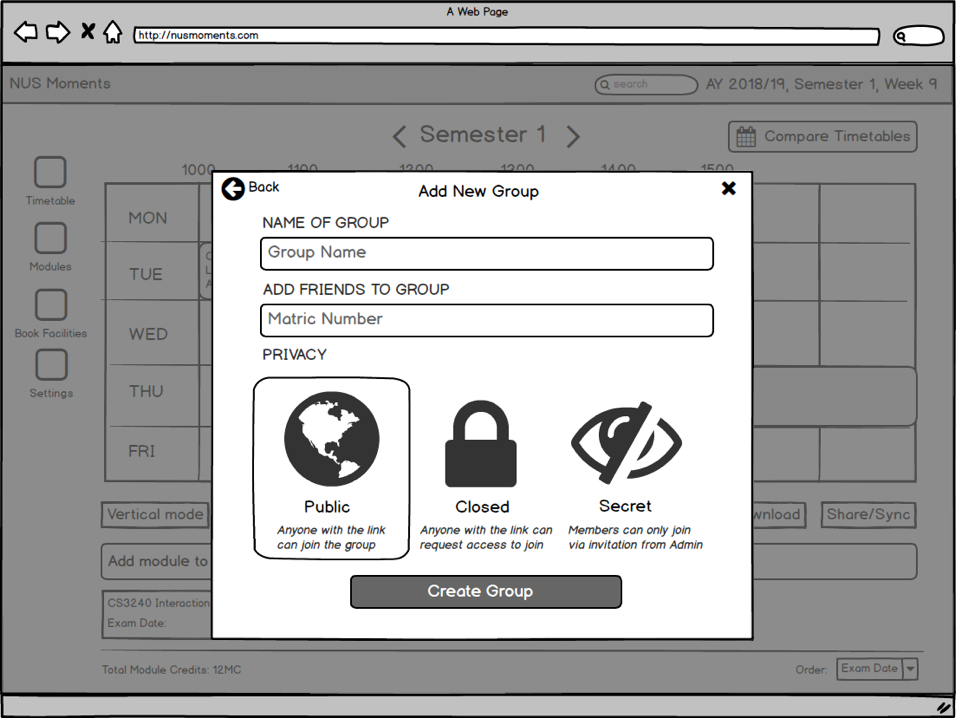 A Web Page
http://nusmoments.com
NUS Moments
search
AY 2018/19, Semester 1, Week 9
Semester 1
Compare Timetables
1000 1100 1200 1300 1400 1500
Timetable
Modules
Book Facilities
Settings
MON
TUE
WED
THU
FRI
Back
Add New Group
NAME OF GROUP
Group Name
ADD FRIENDS TO GROUP
Matric Number
PRIVACY
Public
Anyone with the link
can join the group
Closed
Anyone with the link can
request access to join
Secret
Members can only join
via invitation from Admin
Create Group
Vertical mode
Share/Sync
Add module to
CS3240 Interaction
Exam Date:
Total Module Credits: 12MC
Order: Exam Date